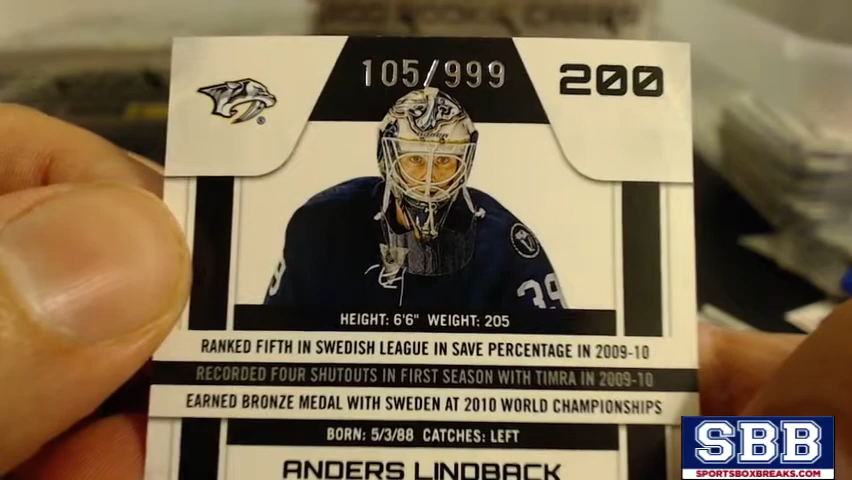 105/999
200
39
9
HEIGHT: 6'6" WEIGHT: 205
RANKED FIFTH IN SWEDISH LEAGUE IN SAVE PERCENTAGE IN 2009-10
RECORDED FOUR SHUTOUTS IN FIRST SEASON WITH TIMRA IN 2009-10
EARNED BRONZE MEDAL WITH SWEDEN AT 2010 WORLD CHAMPIONSHIPS
BORN: 5/3/88 CATCHES: LEFT
ANDERS LINDBACK
SBB
SPORTSBOXBREAKS.COM